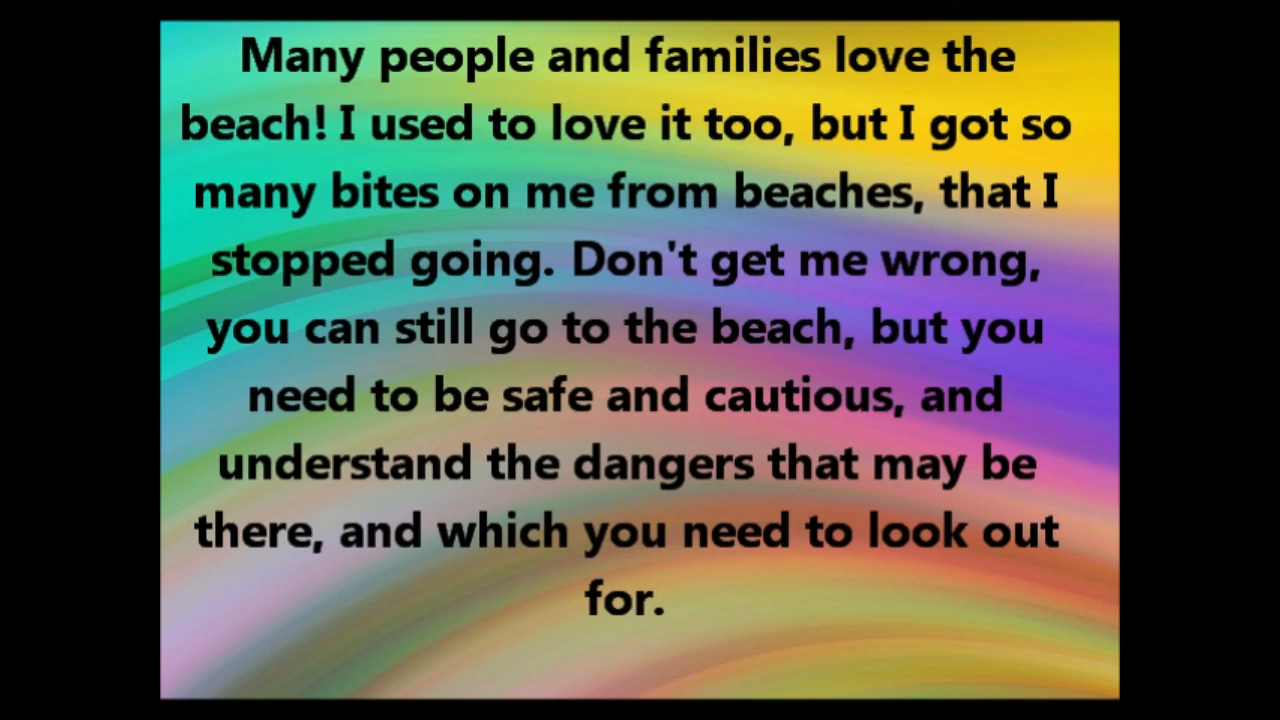 Many people and families love the
beach! I used to love it too, but I got so
many bites on me from beaches, that I
stopped going. Don't get me wrong,
you can still go to the beach, but you
need to be safe and cautious, and
understand the dangers that may be
there, and which you need to look out
for.